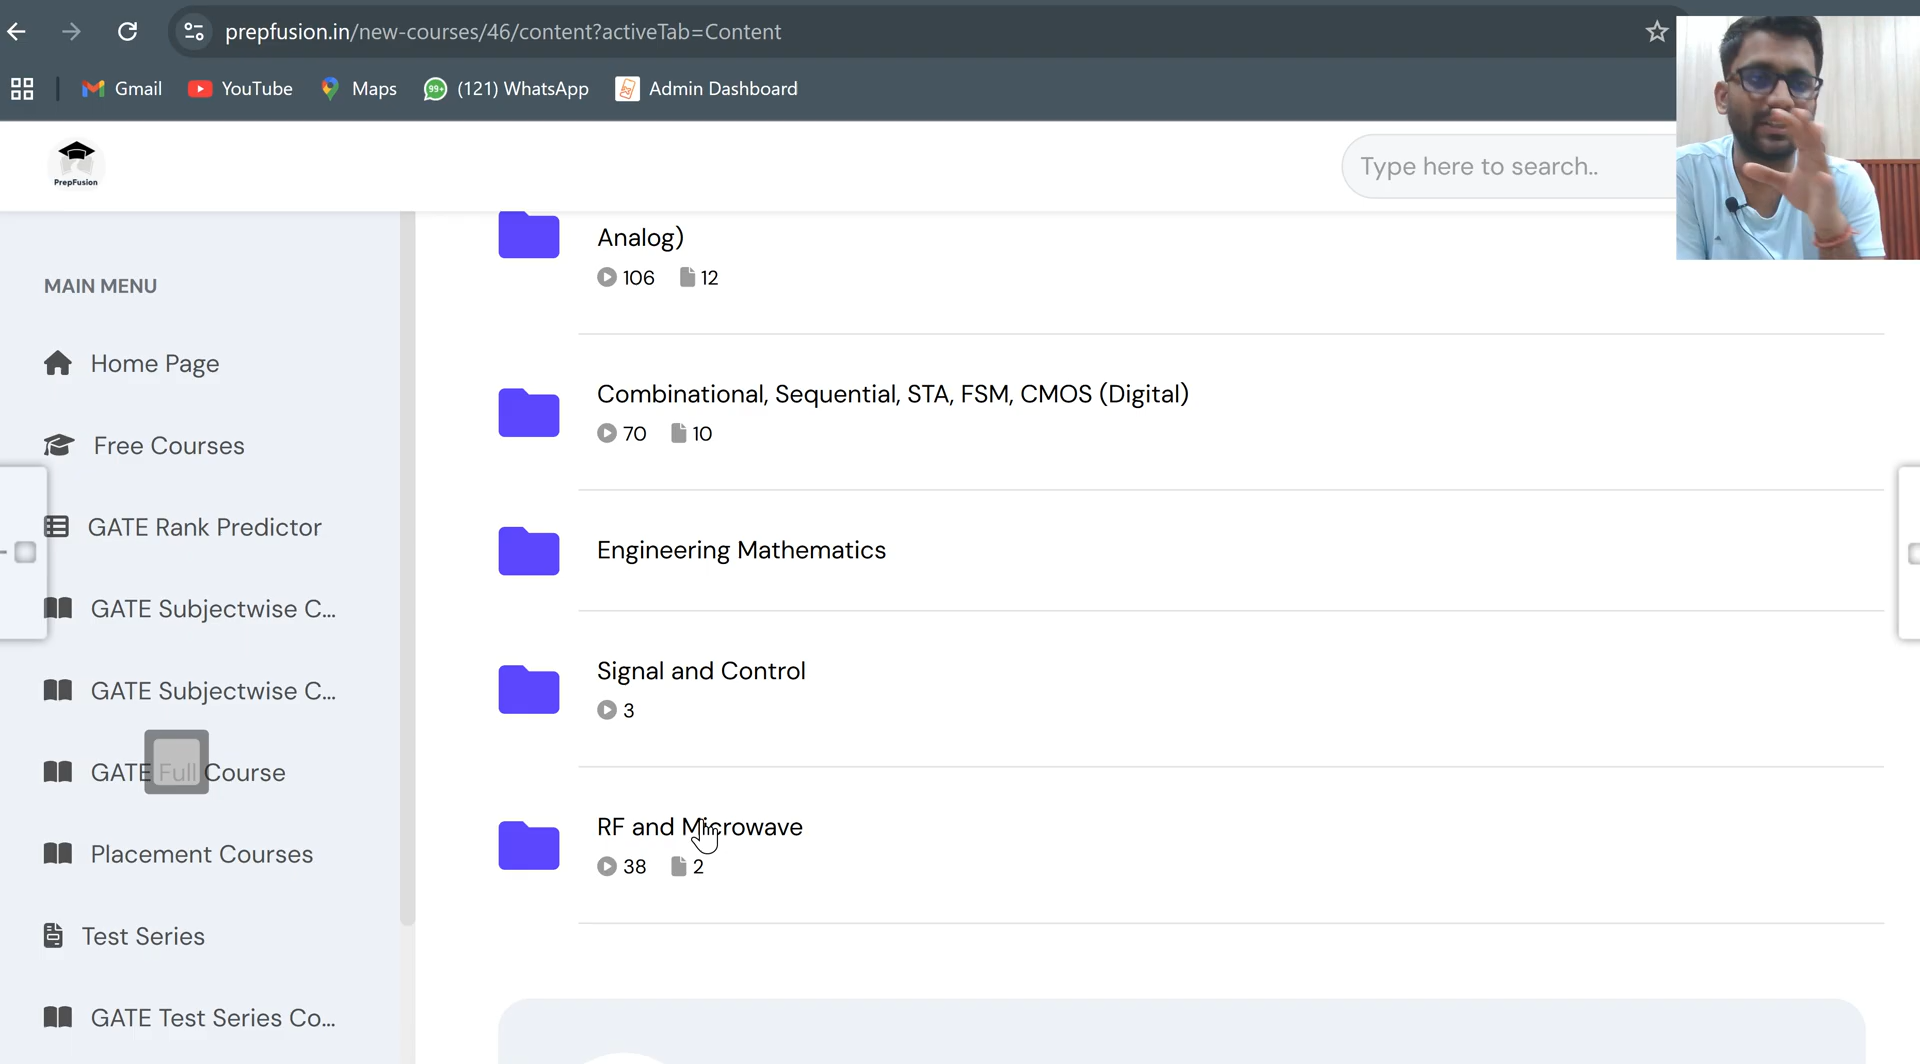 prepfusion.in/new-courses/46/content?activeTab=Content
Gmail
YouTube
Maps
99+
(121) WhatsApp
Admin Dashboard
PrepFusion
Type here to search..
MAIN MENU
Home Page
Free Courses
GATE Rank Predictor
GATE Subjectwise C...
GATE Subjectwise C...
GATE Full Course
Placement Courses
Test Series
GATE Test Series Co...
Analog)
106 12
Combinational, Sequential, STA, FSM, CMOS (Digital)
70 10
Engineering Mathematics
Signal and Control
3
RF and Microwave
38 2